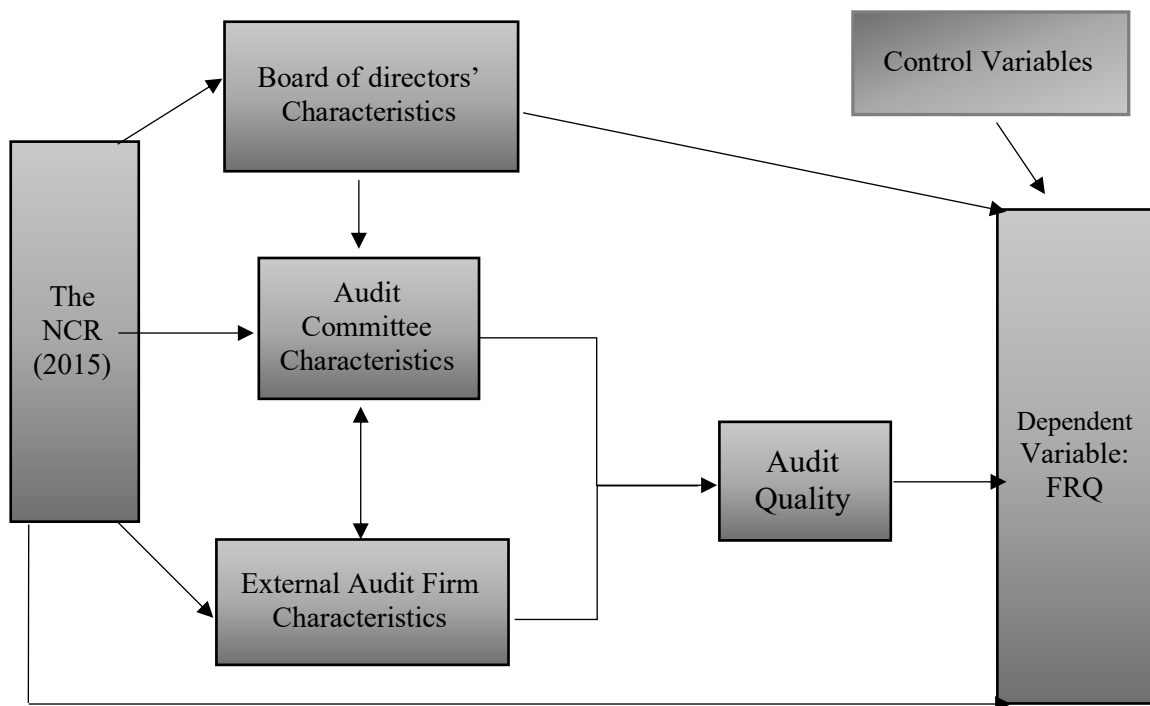 Board of directors’
Characteristics
Control Variables
The
NCR
(2015)
Audit
Committee
Characteristics
Audit
Quality
Dependent
Variable:
FRQ
External Audit Firm
Characteristics